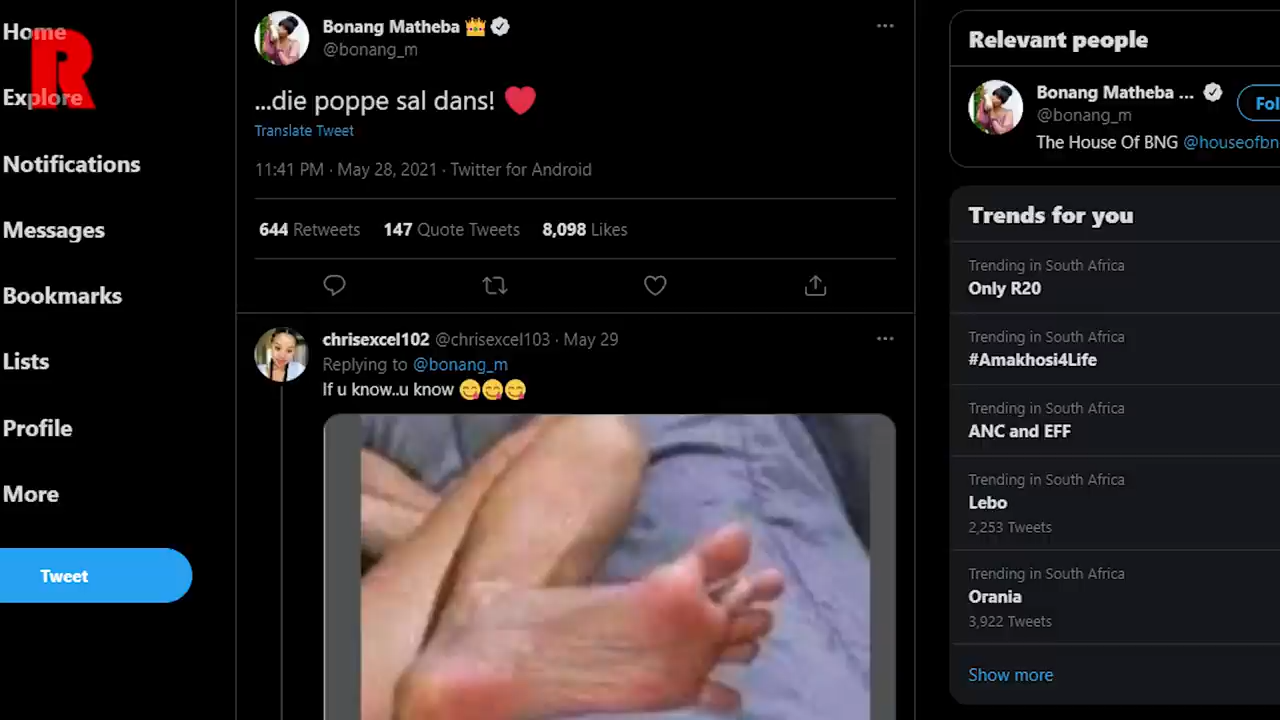 Home
R
Explore
Notifications
Messages
Bookmarks
Lists
Profile
More
Tweet
Bonang Matheba 👑
@bonang_m
...die poppe sal dans! ❤️
Translate Tweet
11:41 PM · May 28, 2021 · Twitter for Android
644 Retweets 147 Quote Tweets 8,098 Likes
chrisexcel102 @chrisexcel103 · May 29
Replying to @bonang_m
If u know..u know 😋😋😋
Relevant people
Bonang Matheba ...
Fol
@bonang_m
The House Of BNG @houseofbn
Trends for you
Trending in South Africa
Only R20
Trending in South Africa
#Amakhosi4Life
Trending in South Africa
ANC and EFF
Trending in South Africa
Lebo
2,253 Tweets
Trending in South Africa
Orania
3,922 Tweets
Show more